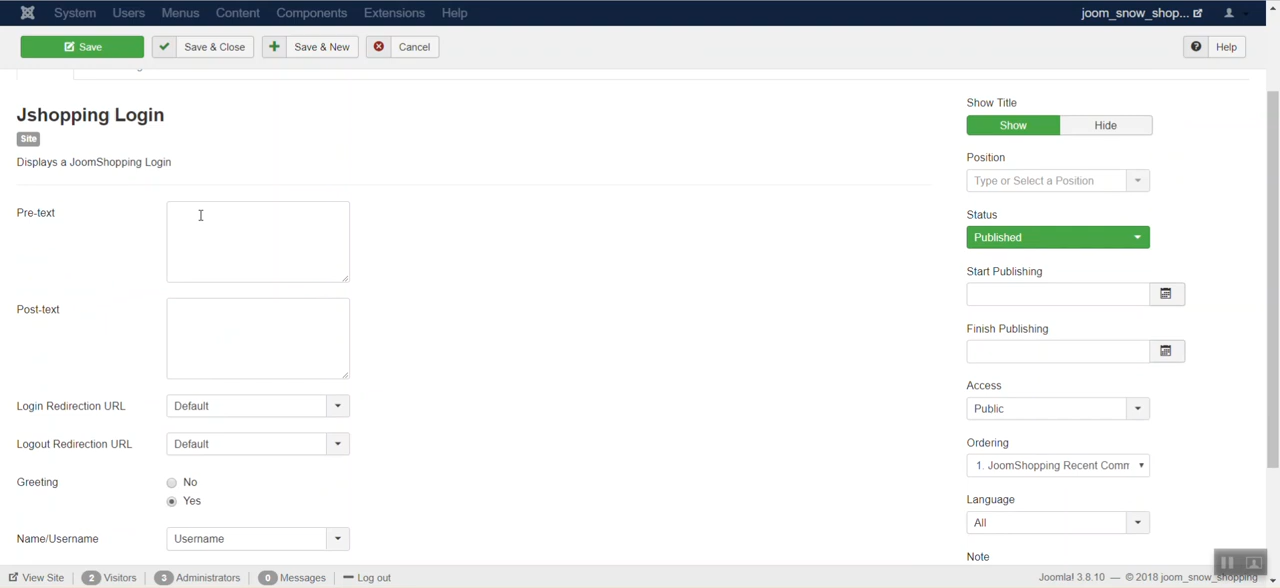 System Users Menus Content Components Extensions Help joom_snow_shop...
Save Save & Close Save & New Cancel Help
Jshopping Login
Site
Displays a JoomShopping Login
Pre-text
Post-text
Login Redirection URL Default
Logout Redirection URL Default
Greeting No
Yes
Name/Username Username
Show Title
Show Hide
Position
Type or Select a Position
Status
Published
Start Publishing
Finish Publishing
Access
Public
Ordering
1. JoomShopping Recent Comm
Language
All
Note
View Site 2 Visitors 3 Administrators 0 Messages Log out Joomla! 3.8.10 — © 2018 joom_snow_shopping